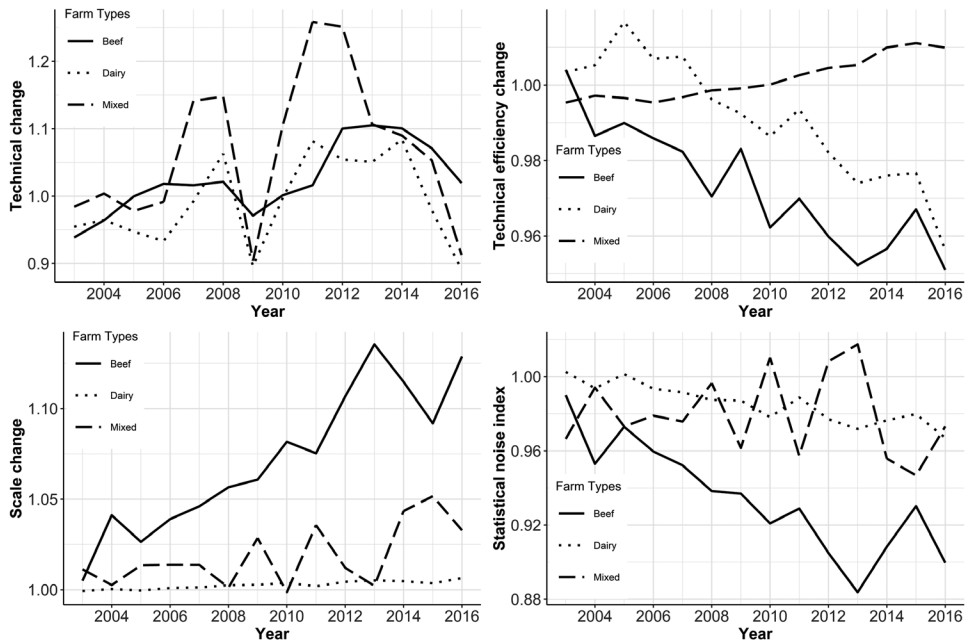 Farm Types
Beef
Dairy
Mixed
Technical change
1.2
1.1
1.0
0.9
2004 2006 2008 2010 2012 2014 2016
Year
Technical efficiency change
1.00
0.98
0.96
Farm Types
Beef
Dairy
Mixed
2004 2006 2008 2010 2012 2014 2016
Year
Farm Types
Beef
Dairy
Mixed
Scale change
1.10
1.05
1.00
2004 2006 2008 2010 2012 2014 2016
Year
Statistical noise index
1.00
0.96
0.92
0.88
Farm Types
Beef
Dairy
Mixed
2004 2006 2008 2010 2012 2014 2016
Year